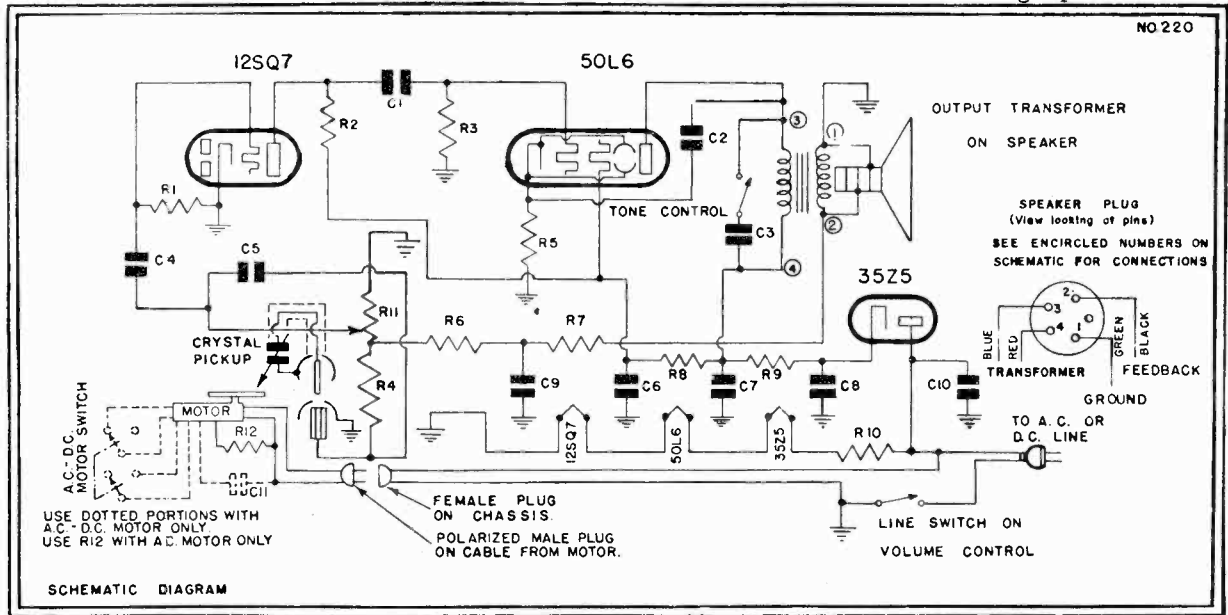 NO. 220
12SQ7
50L6
C1
R2
R3
C2
3
1
OUTPUT TRANSFORMER
ON SPEAKER
R1
TONE CONTROL
SPEAKER PLUG
(View looking at pins)
SEE ENCIRCLED NUMBERS ON
SCHEMATIC FOR CONNECTIONS
2
C4
C5
R5
C3
4
35Z5
R11
CRYSTAL
PICKUP
R6
R7
R4
C9
C6
R8
C7
R9
C8
C10
2
3
4
1
BLUE
RED
GREEN
BLACK
TRANSFORMER
FEEDBACK
GROUND
MOTOR
A.C.-D.C.
MOTOR SWITCH
R12
C11
12SQ7
50L6
35Z5
R10
TO A.C. OR
D.C. LINE
FEMALE PLUG
ON CHASSIS.
POLARIZED MALE PLUG
ON CABLE FROM MOTOR.
LINE SWITCH ON
VOLUME CONTROL
USE DOTTED PORTIONS WITH
A.C.-D.C. MOTOR ONLY.
USE R12 WITH A.C. MOTOR ONLY
SCHEMATIC DIAGRAM